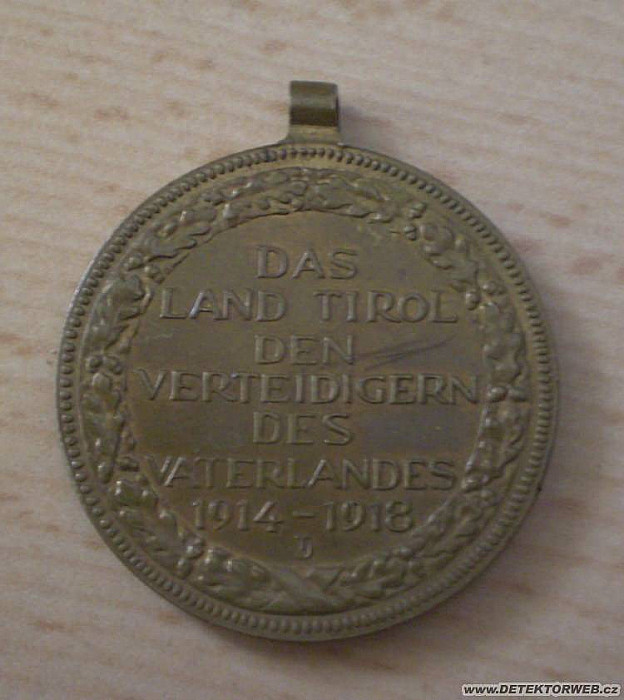 DAS
LAND TIROL
DEN
VERTEIDIGERN
DES
VATERLANDES
1914-1918
www.DETEKTORWEB.cz